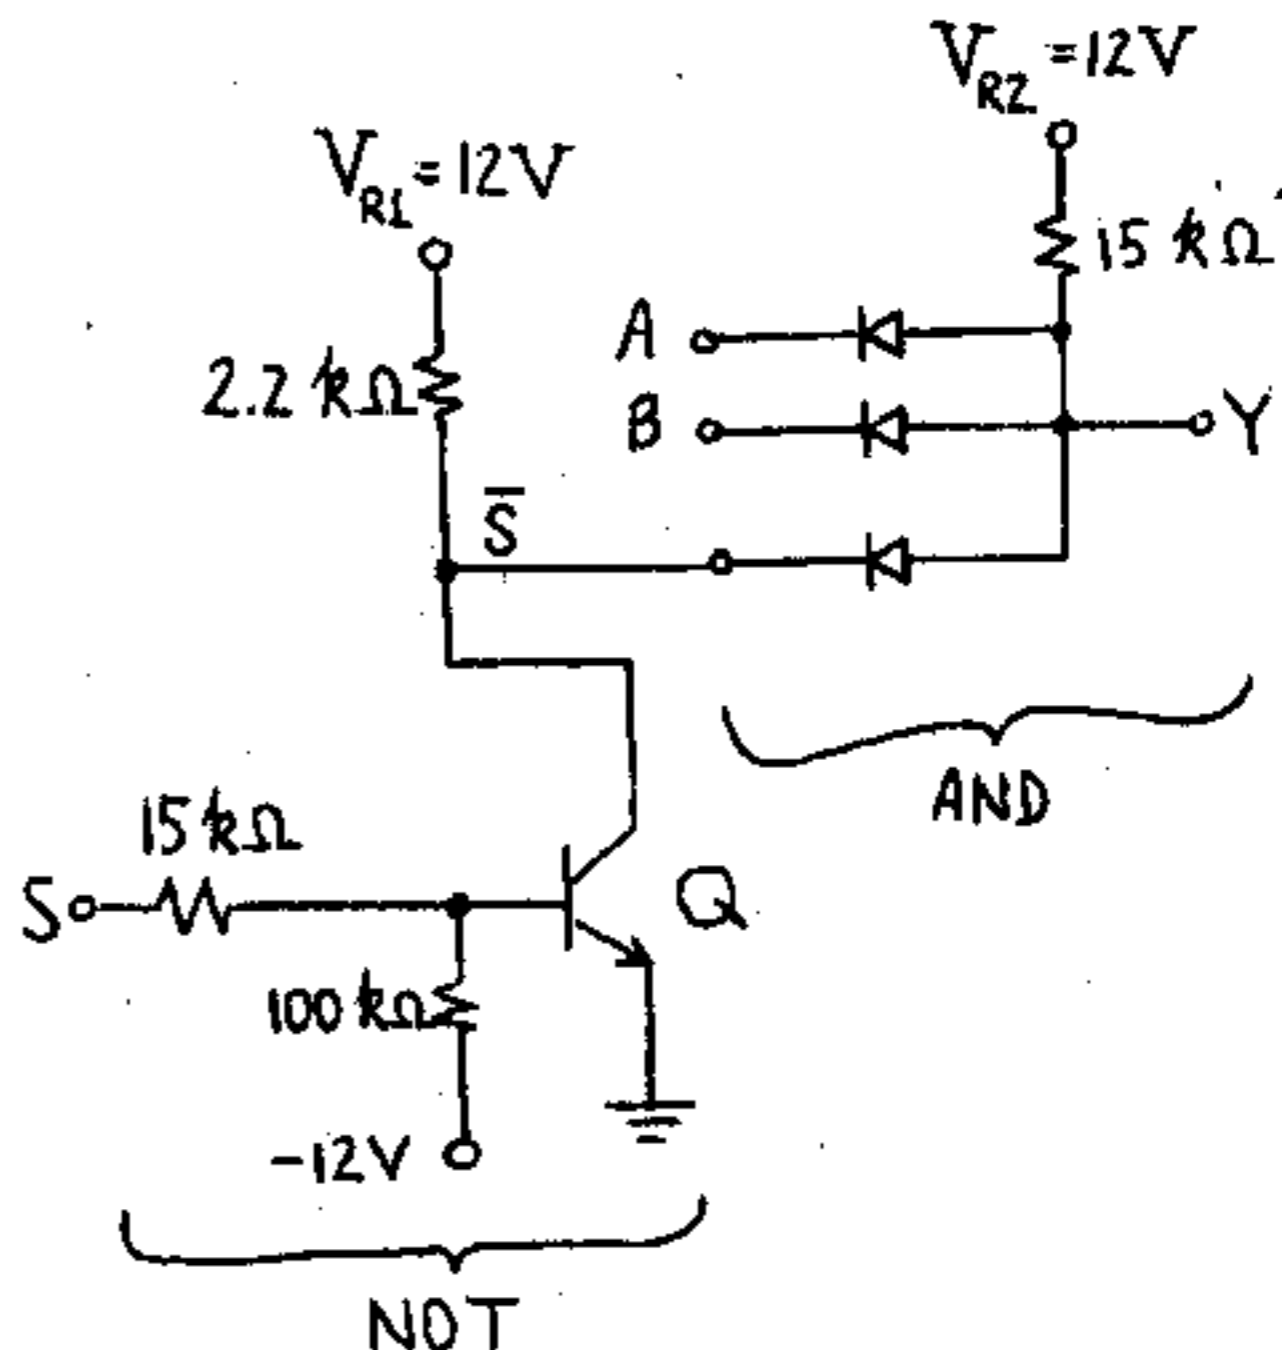 V_R2 = 12V
V_R1 = 12V
15 kΩ
A
2.2 kΩ
B
Y
S̅
AND
15 kΩ
S
Q
100 kΩ
-12V
NOT